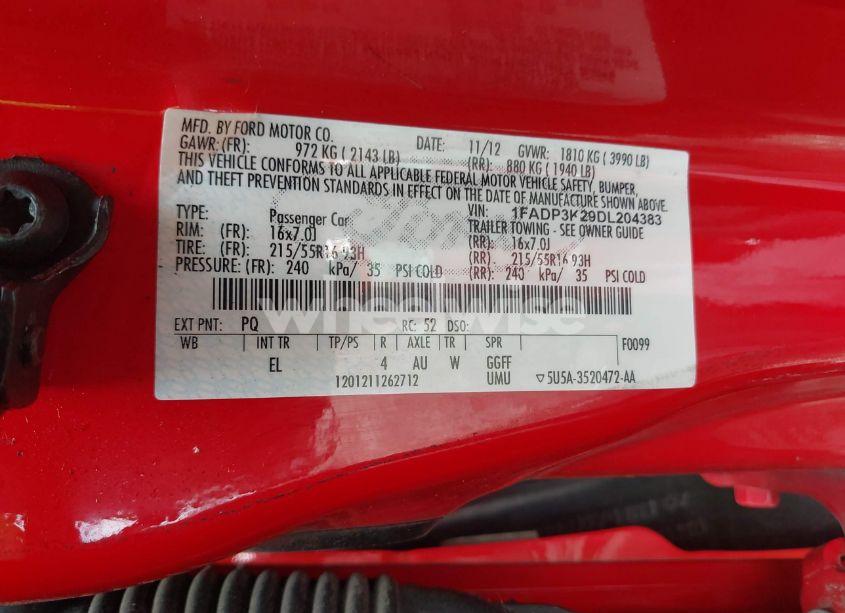 MFD. BY FORD MOTOR CO. DATE: 11/12 GVWR: 1810 KG ( 3990 LB)
GAWR: (FR): 972 KG ( 2143 LB) (RR): 880 KG ( 1940 LB)
THIS VEHICLE CONFORMS TO ALL APPLICABLE FEDERAL MOTOR VEHICLE SAFETY, BUMPER,
AND THEFT PREVENTION STANDARDS IN EFFECT ON THE DATE OF MANUFACTURE SHOWN ABOVE.
VIN: 1FADP3K29DL204383
TYPE: Passenger Car TRAILER TOWING - SEE OWNER GUIDE
RIM: (FR): 16x7.0J (RR): 16x7.0J
TIRE: (FR): 215/55R16 93H (RR): 215/55R16 93H
PRESSURE: (FR): 240 kPa/ 35 PSI COLD (RR): 240 kPa/ 35 PSI COLD
wheelwise
EXT PNT: PQ RC: 52 DSO: F0099
WB INT TR TP/PS R AXLE TR SPR
EL 4 AU W GGFF
1201211262712 UMU ▽5U5A-3520472-AA